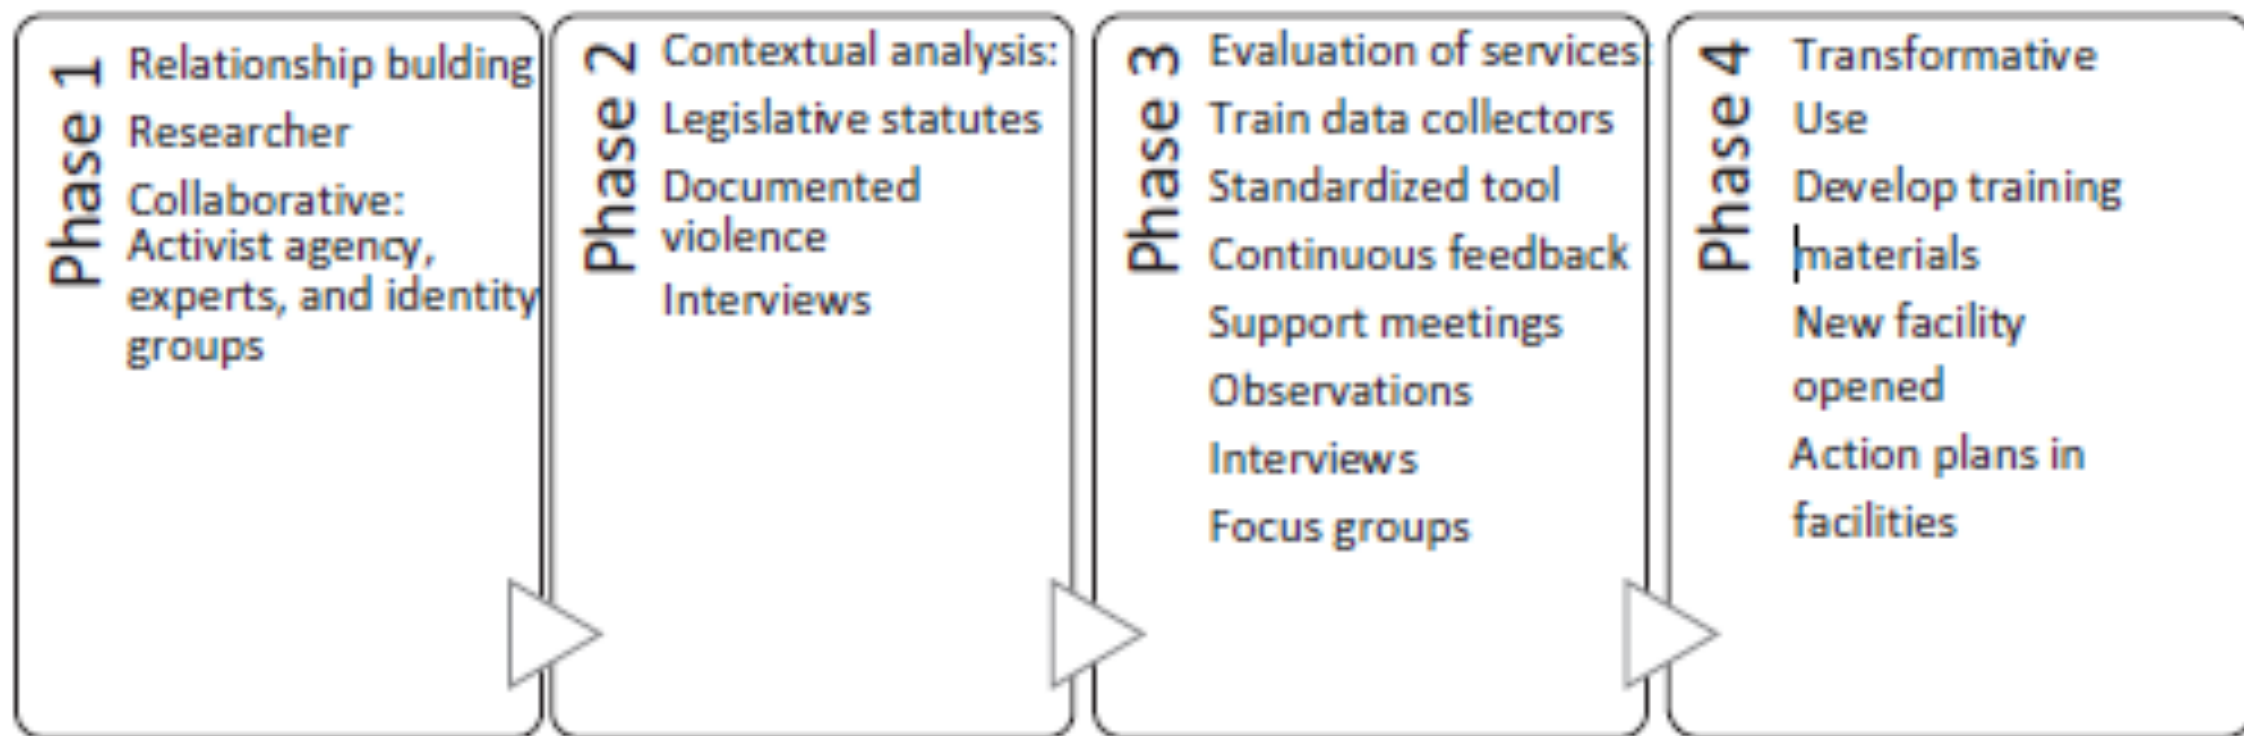 Phase 1
Relationship bulding
Researcher
Collaborative:
Activist agency,
experts, and identity
groups
Phase 2
Contextual analysis:
Legislative statutes
Documented
violence
Interviews
Phase 3
Evaluation of services:
Train data collectors
Standardized tool
Continuous feedback
Support meetings
Observations
Interviews
Focus groups
Phase 4
Transformative
Use
Develop training
materials
New facility
opened
Action plans in
facilities